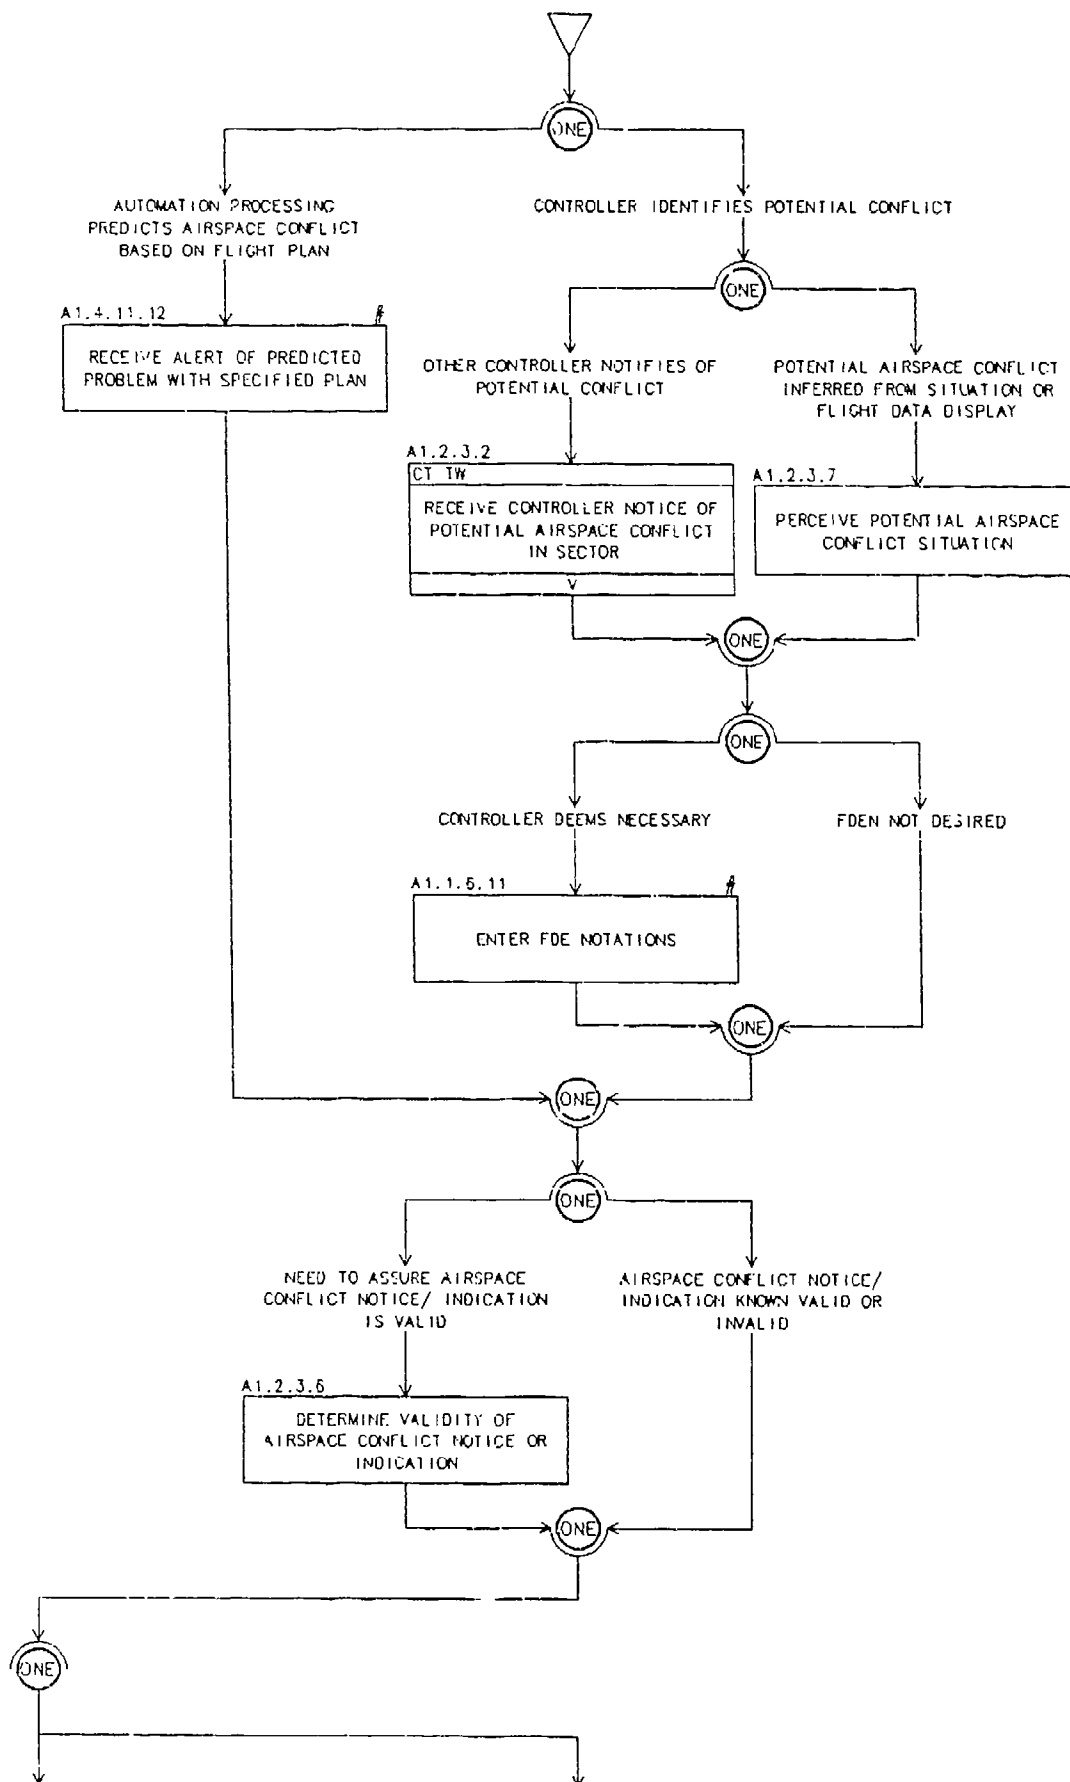 ONE
AUTOMATION PROCESSING
PREDICTS AIRSPACE CONFLICT
BASED ON FLIGHT PLAN
CONTROLLER IDENTIFIES POTENTIAL CONFLICT
ONE
A1.4.11.12
RECEIVE ALERT OF PREDICTED
PROBLEM WITH SPECIFIED PLAN
OTHER CONTROLLER NOTIFIES OF
POTENTIAL CONFLICT
POTENTIAL AIRSPACE CONFLICT
INFERRED FROM SITUATION OR
FLIGHT DATA DISPLAY
A1.2.3.2
CT TW
RECEIVE CONTROLLER NOTICE OF
POTENTIAL AIRSPACE CONFLICT
IN SECTOR
V
A1.2.3.7
PERCEIVE POTENTIAL AIRSPACE
CONFLICT SITUATION
ONE
ONE
CONTROLLER DEEMS NECESSARY
FDEN NOT DESIRED
A1.1.6.11
ENTER FDE NOTATIONS
ONE
ONE
ONE
NEED TO ASSURE AIRSPACE
CONFLICT NOTICE/ INDICATION
IS VALID
AIRSPACE CONFLICT NOTICE/
INDICATION KNOWN VALID OR
INVALID
A1.2.3.6
DETERMINE VALIDITY OF
AIRSPACE CONFLICT NOTICE OR
INDICATION
ONE
ONE